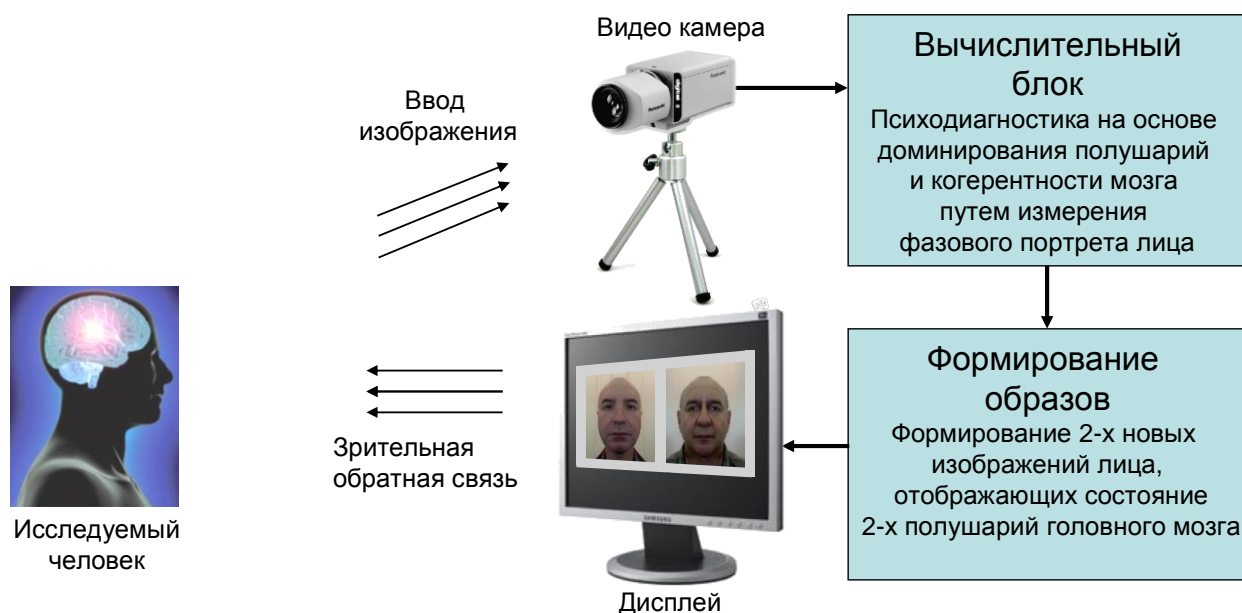 Видео камера
Ввод
изображения
Вычислительный
блок
Психодиагностика на основе
доминирования полушарий
и когерентности мозга
путем измерения
фазового портрета лица
Исследуемый
человек
Зрительная
обратная связь
SAMSUNG
Дисплей
Формирование
образов
Формирование 2-х новых
изображений лица,
отображающих состояние
2-х полушарий головного мозга